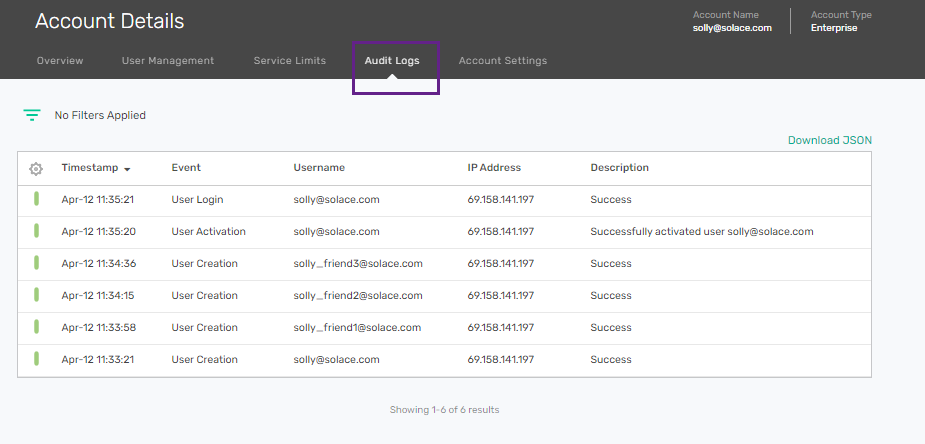 Account Details
Account Name
solly@solace.com
Account Type
Enterprise
Overview User Management Service Limits Audit Logs Account Settings
No Filters Applied
Download JSON
Timestamp Event Username IP Address Description
Apr-12 11:35:21 User Login solly@solace.com 69.158.141.197 Success
Apr-12 11:35:20 User Activation solly@solace.com 69.158.141.197 Successfully activated user solly@solace.com
Apr-12 11:34:36 User Creation solly_friend3@solace.com 69.158.141.197 Success
Apr-12 11:34:15 User Creation solly_friend2@solace.com 69.158.141.197 Success
Apr-12 11:33:58 User Creation solly_friend1@solace.com 69.158.141.197 Success
Apr-12 11:33:21 User Creation solly@solace.com 69.158.141.197 Success
Showing 1-6 of 6 results